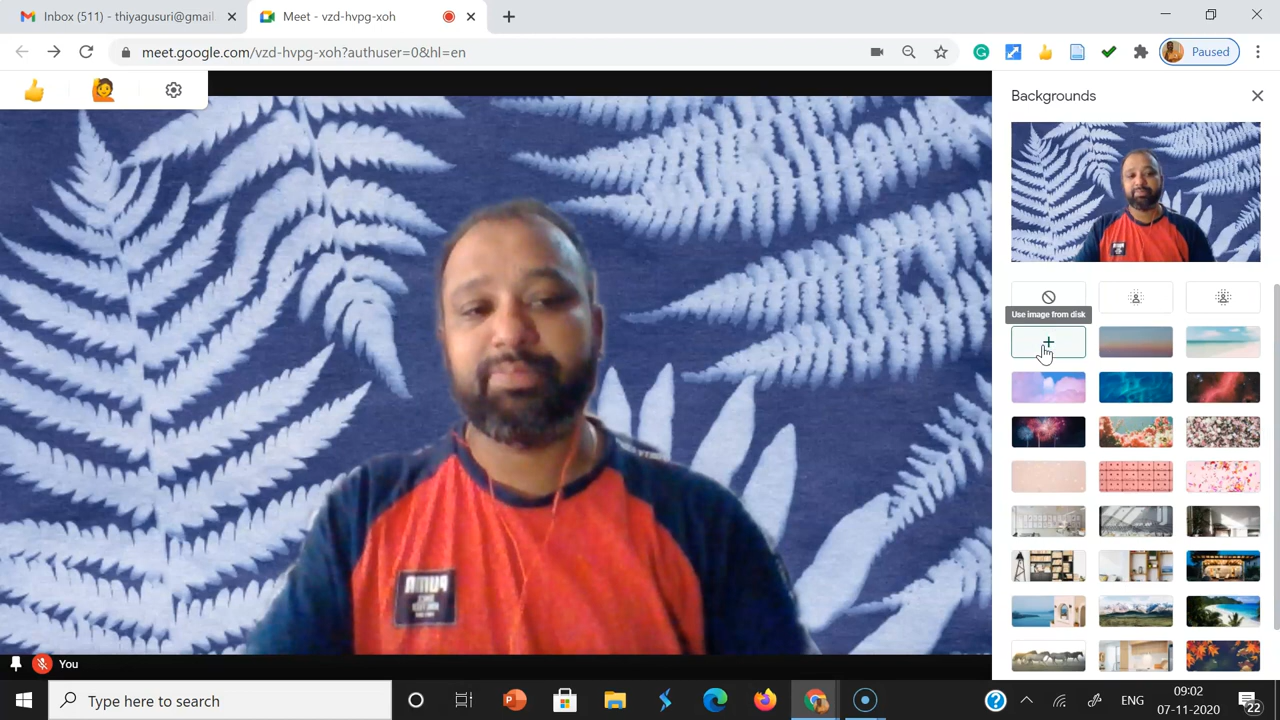 Inbox (511) - thiyagusuri@gmail
Meet - vzd-hvpg-xoh
meet.google.com/vzd-hvpg-xoh?authuser=0&hl=en
Paused
Backgrounds
Use image from disk
PUMA
You
Type here to search
ENG
09:02
07-11-2020
22